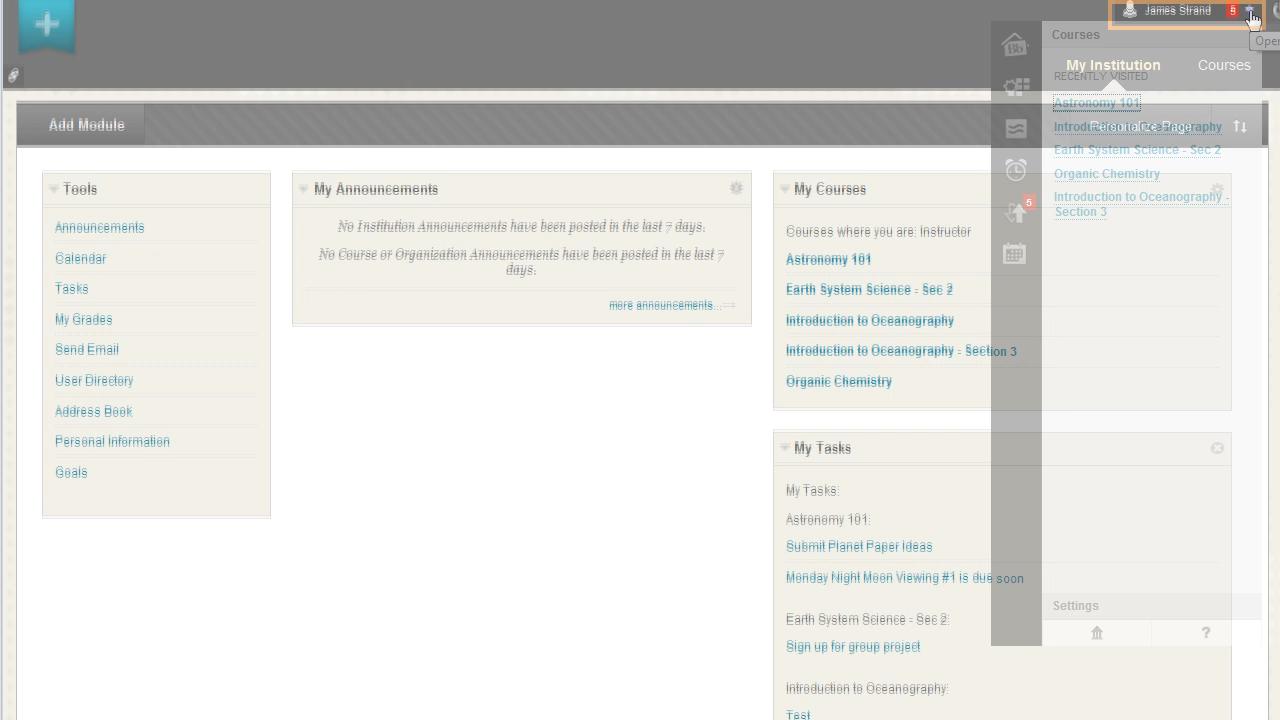 James Strand
5
Open
Courses
My Institution
Courses
RECENTLY VISITED
Astronomy 101
Introduction to Oceanography
Personalize Page
Earth System Science - Sec 2
Organic Chemistry
Introduction to Oceanography -
Section 3
Bb
5
Add Module
Tools
Announcements
Calendar
Tasks
My Grades
Send Email
User Directory
Address Book
Personal Information
Goals
My Announcements
No Institution Announcements have been posted in the last 7 days.
No Course or Organization Announcements have been posted in the last 7
days.
more announcements...
My Courses
Courses where you are: Instructor
Astronomy 101
Earth System Science - Sec 2
Introduction to Oceanography
Introduction to Oceanography - Section 3
Organic Chemistry
My Tasks
My Tasks:
Astronomy 101:
Submit Planet Paper Ideas
Monday Night Moon Viewing #1 is due soon
Earth System Science - Sec 2:
Sign up for group project
Introduction to Oceanography:
Test
Settings
?